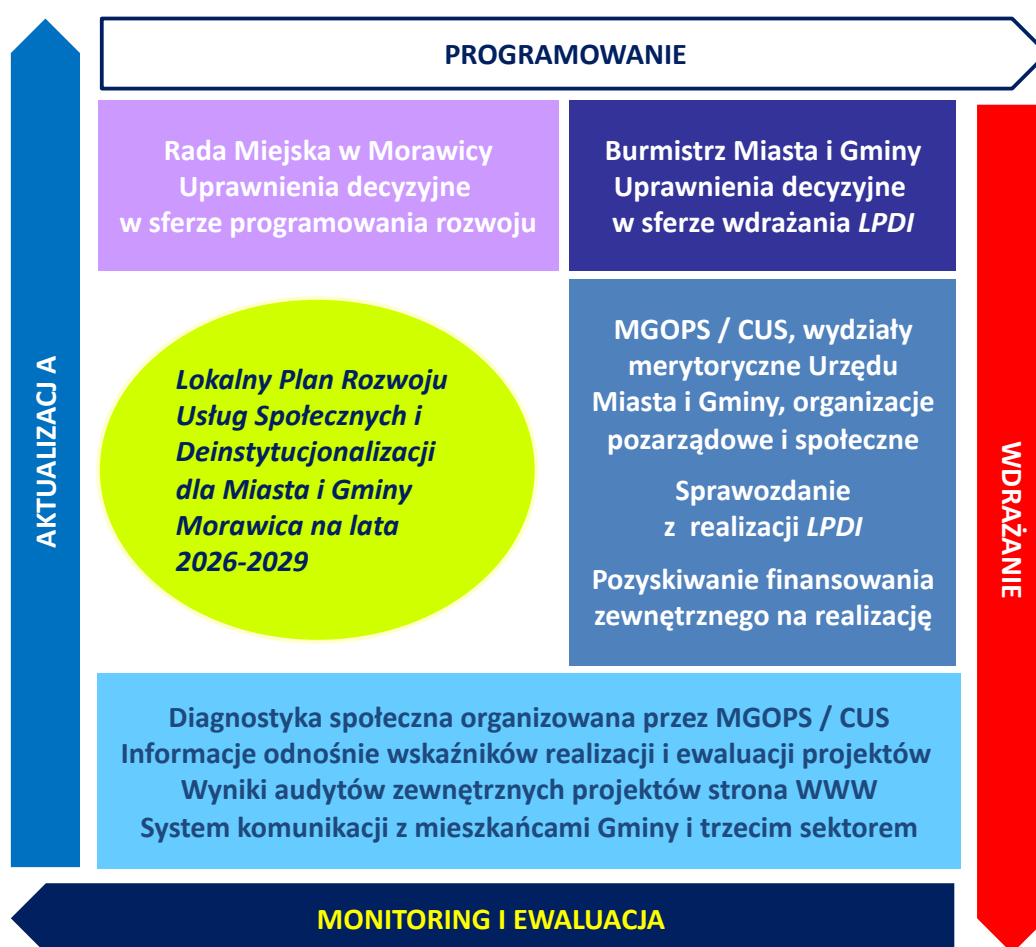 PROGRAMOWANIE
Rada Miejska w Morawicy
Uprawnienia decyzyjne
w sferze programowania rozwoju
Burmistrz Miasta i Gminy
Uprawnienia decyzyjne
w sferze wdrażania LPDI
AKTUALIZACJ A
Lokalny Plan Rozwoju
Usług Społecznych i
Deinstytucjonalizacji
dla Miasta i Gminy
Morawica na lata
2026-2029
MGOPS / CUS, wydziały
merytoryczne Urzędu
Miasta i Gminy, organizacje
pozarządowe i społeczne
Sprawozdanie
z realizacji LPDI
Pozyskiwanie finansowania
zewnętrznego na realizację
WDRAŻANIE
Diagnostyka społeczna organizowana przez MGOPS / CUS
Informacje odnośnie wskaźników realizacji i ewaluacji projektów
Wyniki audytów zewnętrznych projektów strona WWW
System komunikacji z mieszkańcami Gminy i trzecim sektorem
MONITORING I EWALUACJA